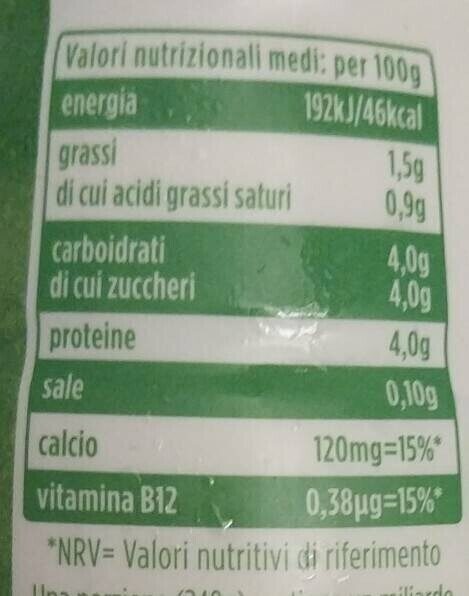 Valori nutrizionali medi: per 100g
energia 192kJ/46kcal
grassi 1,5g
di cui acidi grassi saturi 0,9g
carboidrati 4,0g
di cui zuccheri 4,0g
proteine 4,0g
sale 0,10g
calcio 120mg=15%*
vitamina B12 0,38µg=15%*
*NRV= Valori nutritivi di riferimento